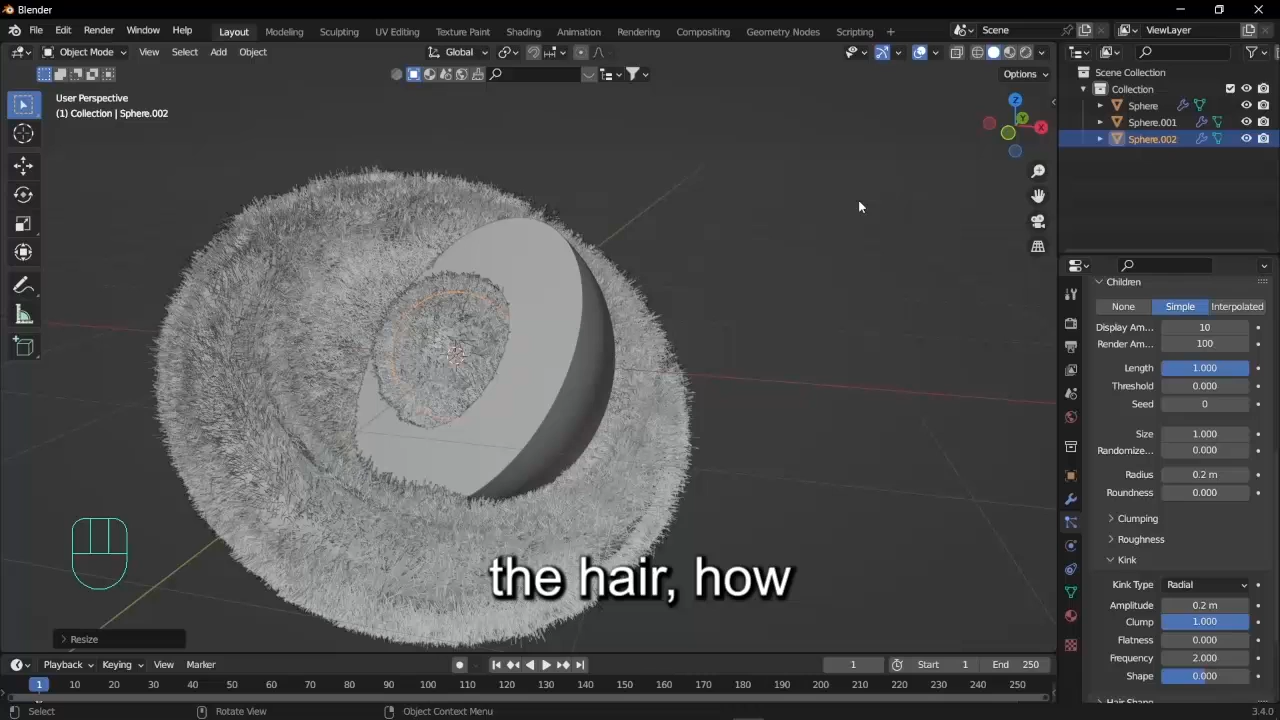 Blender
File Edit Render Window Help Layout Modeling Sculpting UV Editing Texture Paint Shading Animation Rendering Compositing Geometry Nodes Scripting + Scene ViewLayer
Object Mode View Select Add Object Global
Options
User Perspective
(1) Collection | Sphere.002
Z
Y
X
Scene Collection
Collection
Sphere
Sphere.001
Sphere.002
Children
None Simple Interpolated
Display Am... 10
Render Am... 100
Length 1.000
Threshold 0.000
Seed 0
Size 1.000
Randomize... 0.000
Radius 0.2 m
Roundness 0.000
Clumping
Roughness
Kink
Kink Type Radial
Amplitude 0.2 m
Clump 1.000
Flatness 0.000
Frequency 2.000
Shape 0.000
Hair Shape
the hair, how
Resize
Playback Keying View Marker 1 Start 1 End 250
1 10 20 30 40 50 60 70 80 90 100 110 120 130 140 150 160 170 180 190 200 210 220 230 240 250
Select Rotate View Object Context Menu 3.4.0